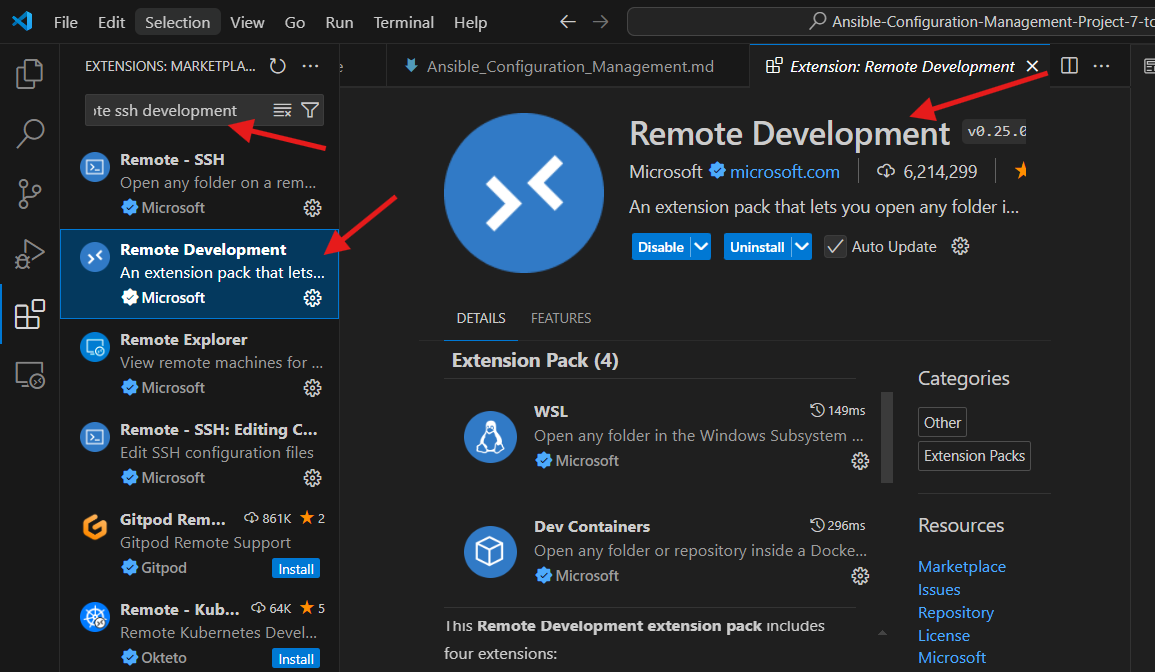 File Edit Selection View Go Run Terminal Help
Ansible-Configuration-Management-Project-7-to
EXTENSIONS: MARKETPLA...
Ansible_Configuration_Management.md
Extension: Remote Development
ssh development
Remote - SSH
Open any folder on a rem...
Microsoft
Remote Development
An extension pack that lets...
Microsoft
Remote Explorer
View remote machines for ...
Microsoft
Remote - SSH: Editing C...
Edit SSH configuration files
Microsoft
Gitpod Rem... 861K 2
Gitpod Remote Support
Gitpod Install
Remote - Kub... 64K 5
Remote Kubernetes Devel...
Okteto Install
Remote Development v0.25.0
Microsoft microsoft.com 6,214,299
An extension pack that lets you open any folder i...
Disable Uninstall Auto Update
DETAILS FEATURES
Extension Pack (4)
WSL 149ms
Open any folder in the Windows Subsystem ...
Microsoft
Dev Containers 296ms
Open any folder or repository inside a Docke...
Microsoft
This Remote Development extension pack includes
four extensions:
Categories
Other
Extension Packs
Resources
Marketplace
Issues
Repository
License
Microsoft